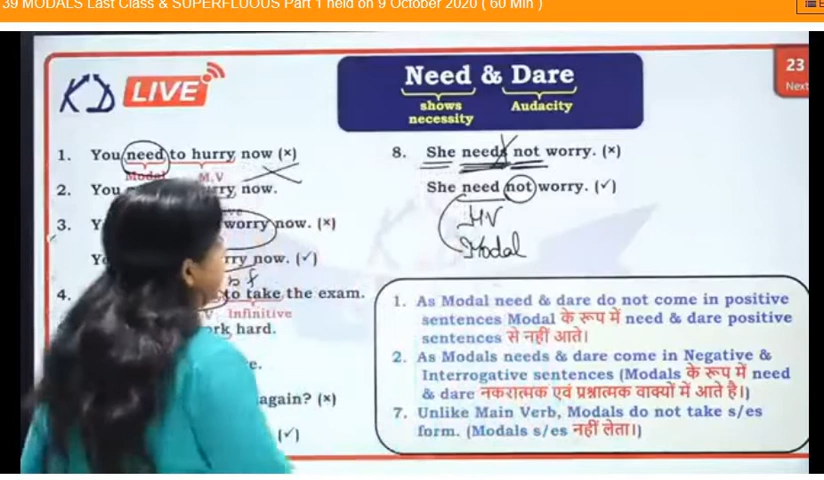 39 MODALS Last Class & SUPERFLUOUS Part 1 held on 9 October 2020 ( 60 Min )
KD LIVE
Need & Dare
shows necessity
Audacity
23
Next
1. You need to hurry now (×)
Modal M.V
2. You now.
3. worry now. (×)
now. (✓)
4. to take the exam.
Infinitive
hard.
again? (×)
(✓)
8. She needs not worry. (×)
She need not worry. (✓)
HV
Modal
1. As Modal need & dare do not come in positive
sentences Modal के रूप में need & dare positive
sentences से नहीं आते।
2. As Modals needs & dare come in Negative &
Interrogative sentences (Modals के रूप में need
& dare नकरात्मक एवं प्रश्नात्मक वाक्यों में आते है।)
7. Unlike Main Verb, Modals do not take s/es
form. (Modals s/es नहीं लेता।)